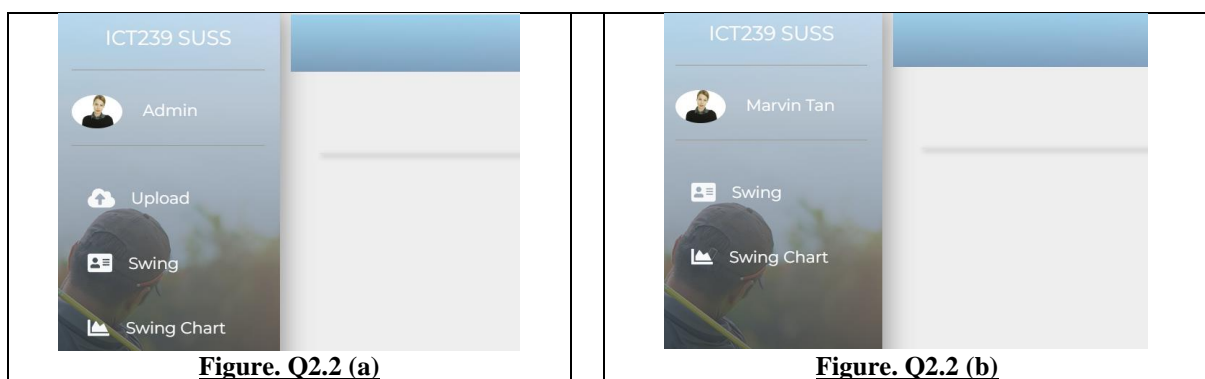 ICT239 SUSS
Admin
Upload
Swing
Swing Chart
Figure. Q2.2 (a)
ICT239 SUSS
Marvin Tan
Swing
Swing Chart
Figure. Q2.2 (b)